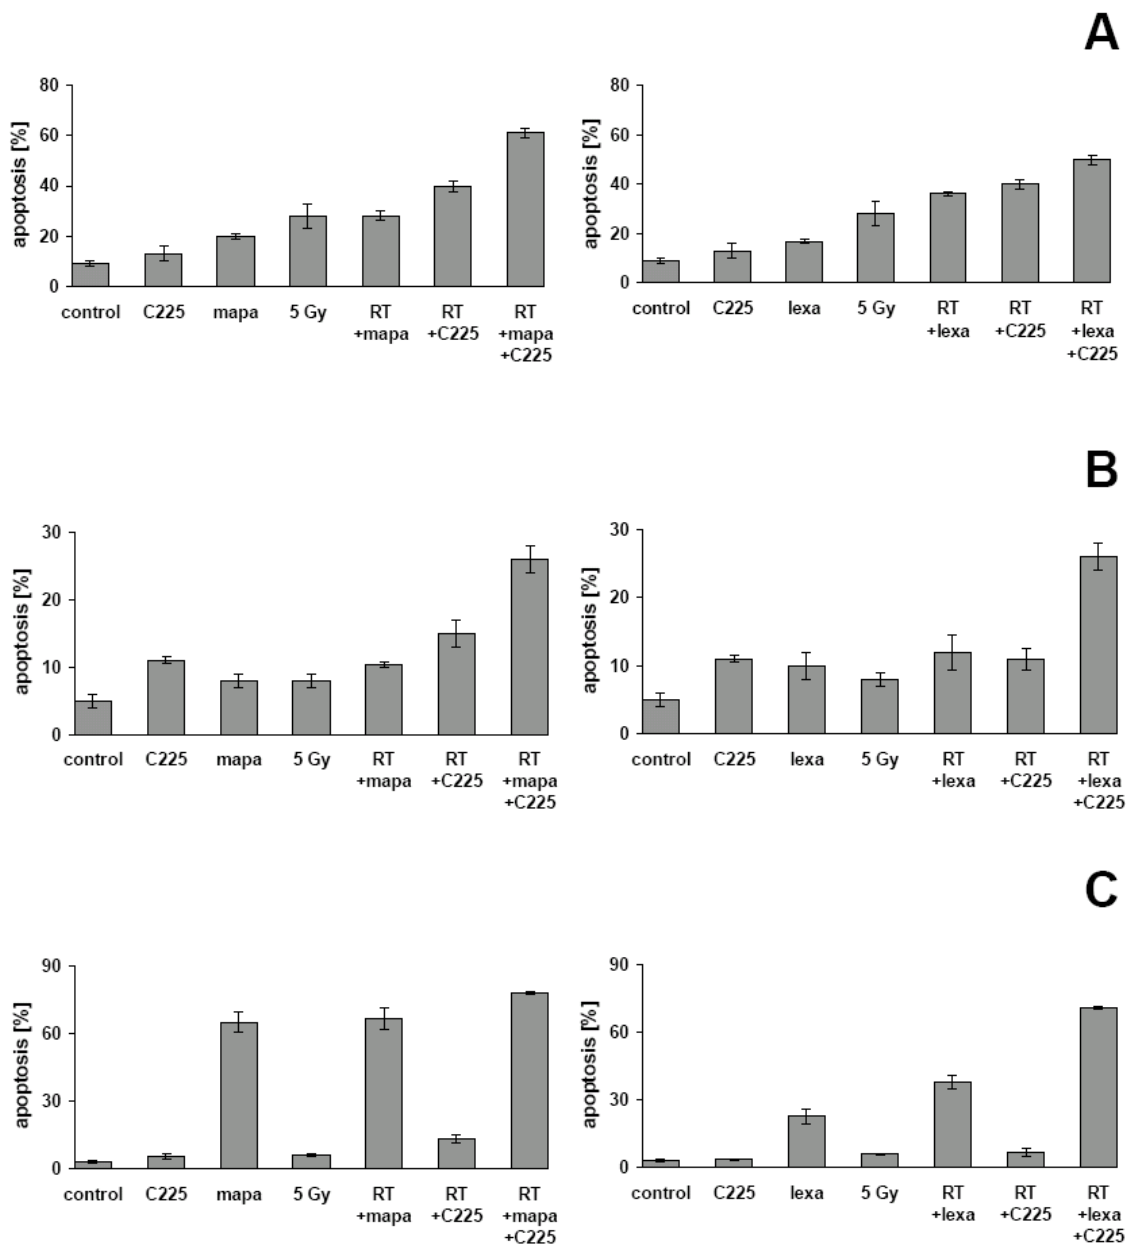 A
apoptosis [%]
80
60
40
20
0
control C225 mapa 5 Gy RT RT RT
+mapa +C225 +mapa
+C225
apoptosis [%]
80
60
40
20
0
control C225 lexa 5 Gy RT RT RT
+lexa +C225 +lexa
+C225
B
apoptosis [%]
30
20
10
0
control C225 mapa 5 Gy RT RT RT
+mapa +C225 +mapa
+C225
apoptosis [%]
30
20
10
0
control C225 lexa 5 Gy RT RT RT
+lexa +C225 +lexa
+C225
C
apoptosis [%]
90
60
30
0
control C225 mapa 5 Gy RT RT RT
+mapa +C225 +mapa
+C225
apoptosis [%]
90
60
30
0
control C225 lexa 5 Gy RT RT RT
+lexa +C225 +lexa
+C225